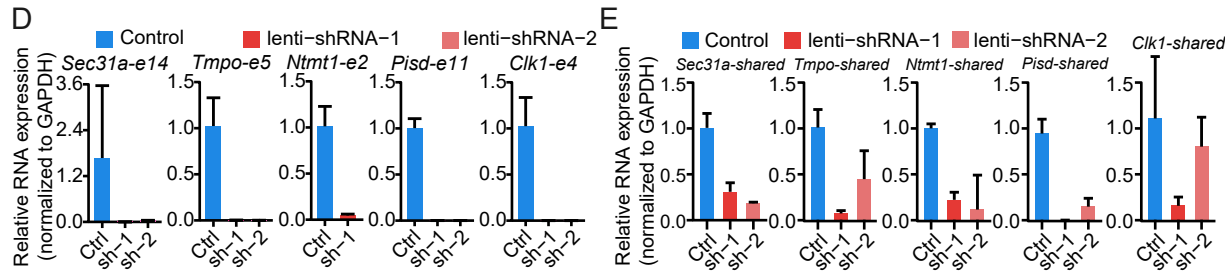 D
Control lenti-shRNA-1 lenti-shRNA-2
Sec31a-e14 Tmpo-e5 Ntmt1-e2 Pisd-e11 Clk1-e4
Relative RNA expression
(normalized to GAPDH)
3.6
2.4
1.2
0.0
Ctrl
sh-1
sh-2
1.5
1.0
0.5
0.0
Ctrl
sh-1
sh-2
1.5
1.0
0.5
0.0
Ctrl
sh-1
1.5
1.0
0.5
0.0
Ctrl
sh-1
sh-2
1.5
1.0
0.5
0.0
Ctrl
sh-1
sh-2
E
Control lenti-shRNA-1 lenti-shRNA-2
Sec31a-shared Tmpo-shared Ntmt1-shared Pisd-shared Clk1-shared
Relative RNA expression
(normalized to GAPDH)
1.5
1.0
0.5
0.0
Ctrl
sh-1
sh-2
1.5
1.0
0.5
0.0
Ctrl
sh-1
sh-2
1.5
1.0
0.5
0.0
Ctrl
sh-1
sh-2
1.5
1.0
0.5
0.0
Ctrl
sh-1
sh-2
1.5
1.0
0.5
0.0
Ctrl
sh-1
sh-2